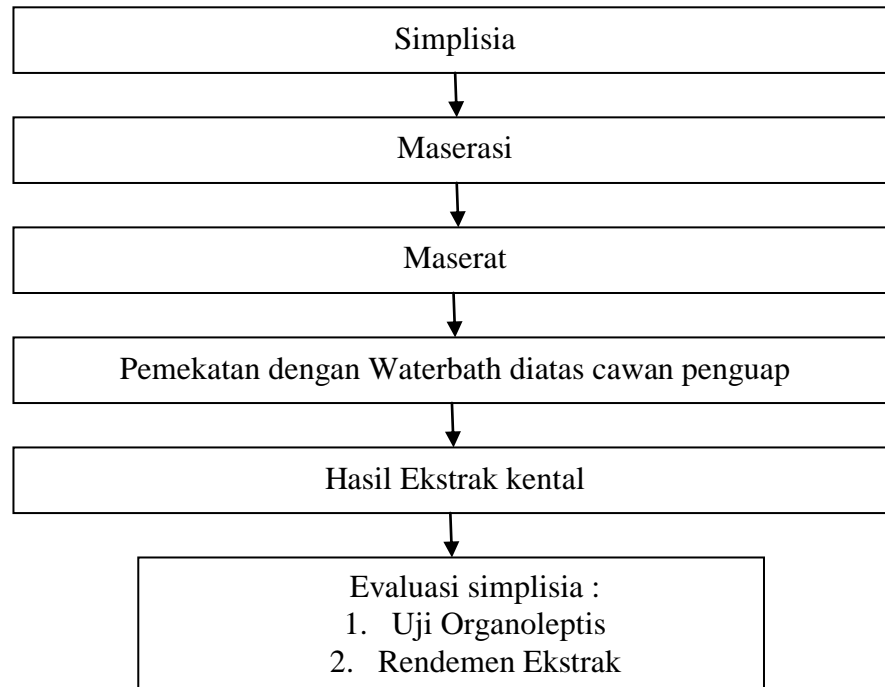 Simplisia
Maserasi
Maserat
Pemekatan dengan Waterbath diatas cawan penguap
Hasil Ekstrak kental
Evaluasi simplisia :
1. Uji Organoleptis
2. Rendemen Ekstrak